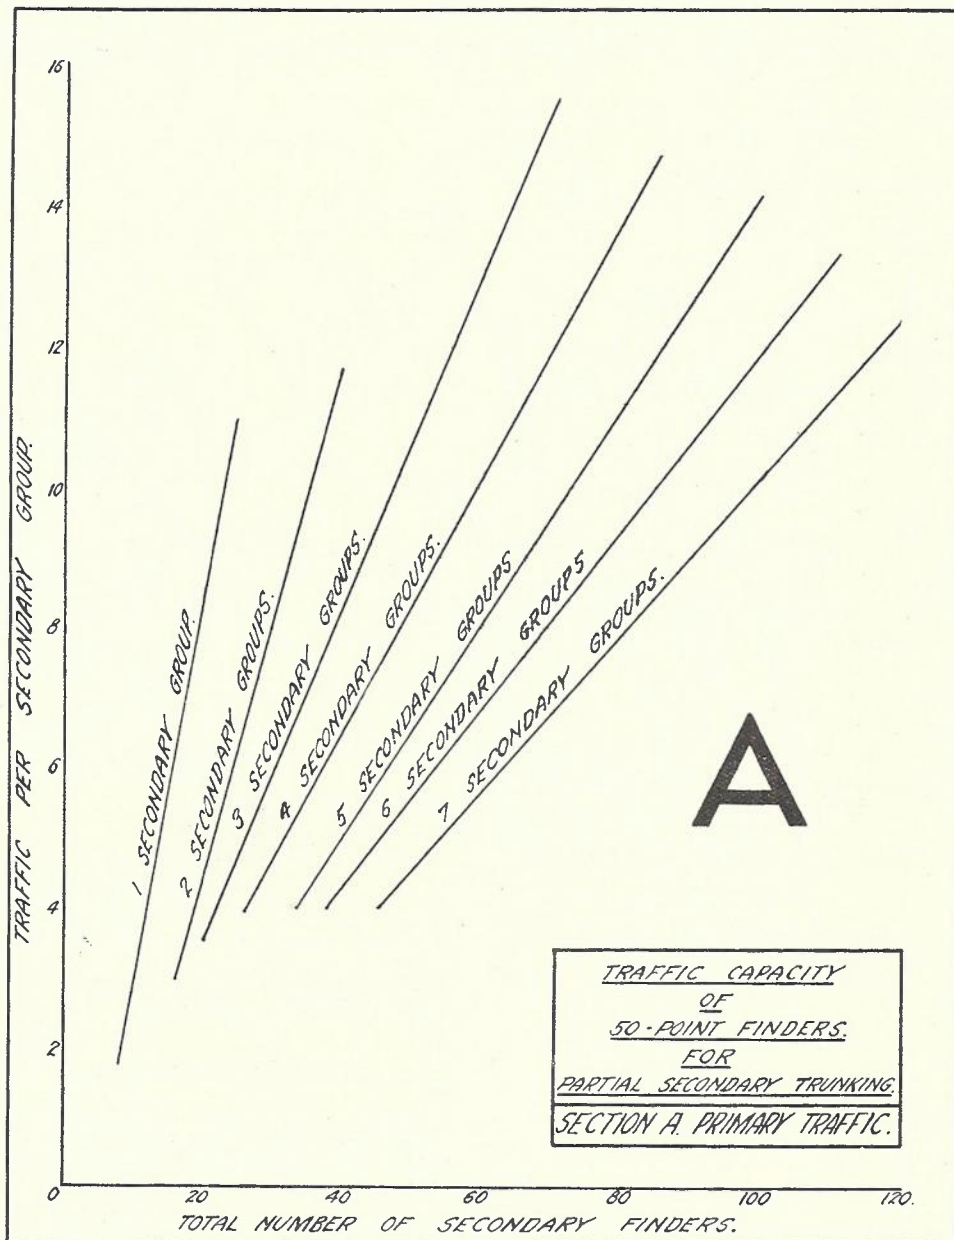 16
14
12
10
8
6
4
2
0
20
40
60
80
100
120.
TRAFFIC PER SECONDARY GROUP.
TOTAL NUMBER OF SECONDARY FINDERS.
1 SECONDARY GROUP.
2 SECONDARY GROUPS.
3 SECONDARY GROUPS.
4 SECONDARY GROUPS.
5 SECONDARY GROUPS
6 SECONDARY GROUPS
7 SECONDARY GROUPS.
A
TRAFFIC CAPACITY
OF
50-POINT FINDERS.
FOR
PARTIAL SECONDARY TRUNKING.
SECTION A. PRIMARY TRAFFIC.